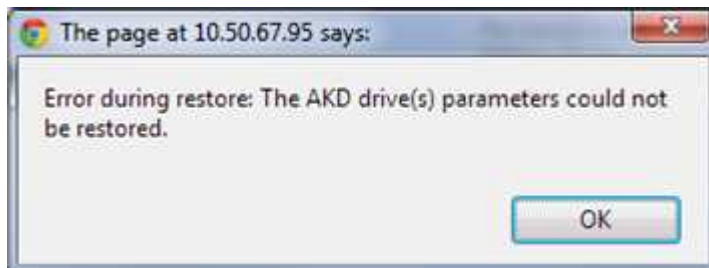 The page at 10.50.67.95 says:
Error during restore: The AKD drive(s) parameters could not
be restored.
OK